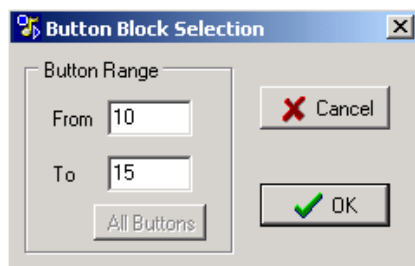 Button Block Selection
Button Range
From 10
To 15
All Buttons
Cancel
OK